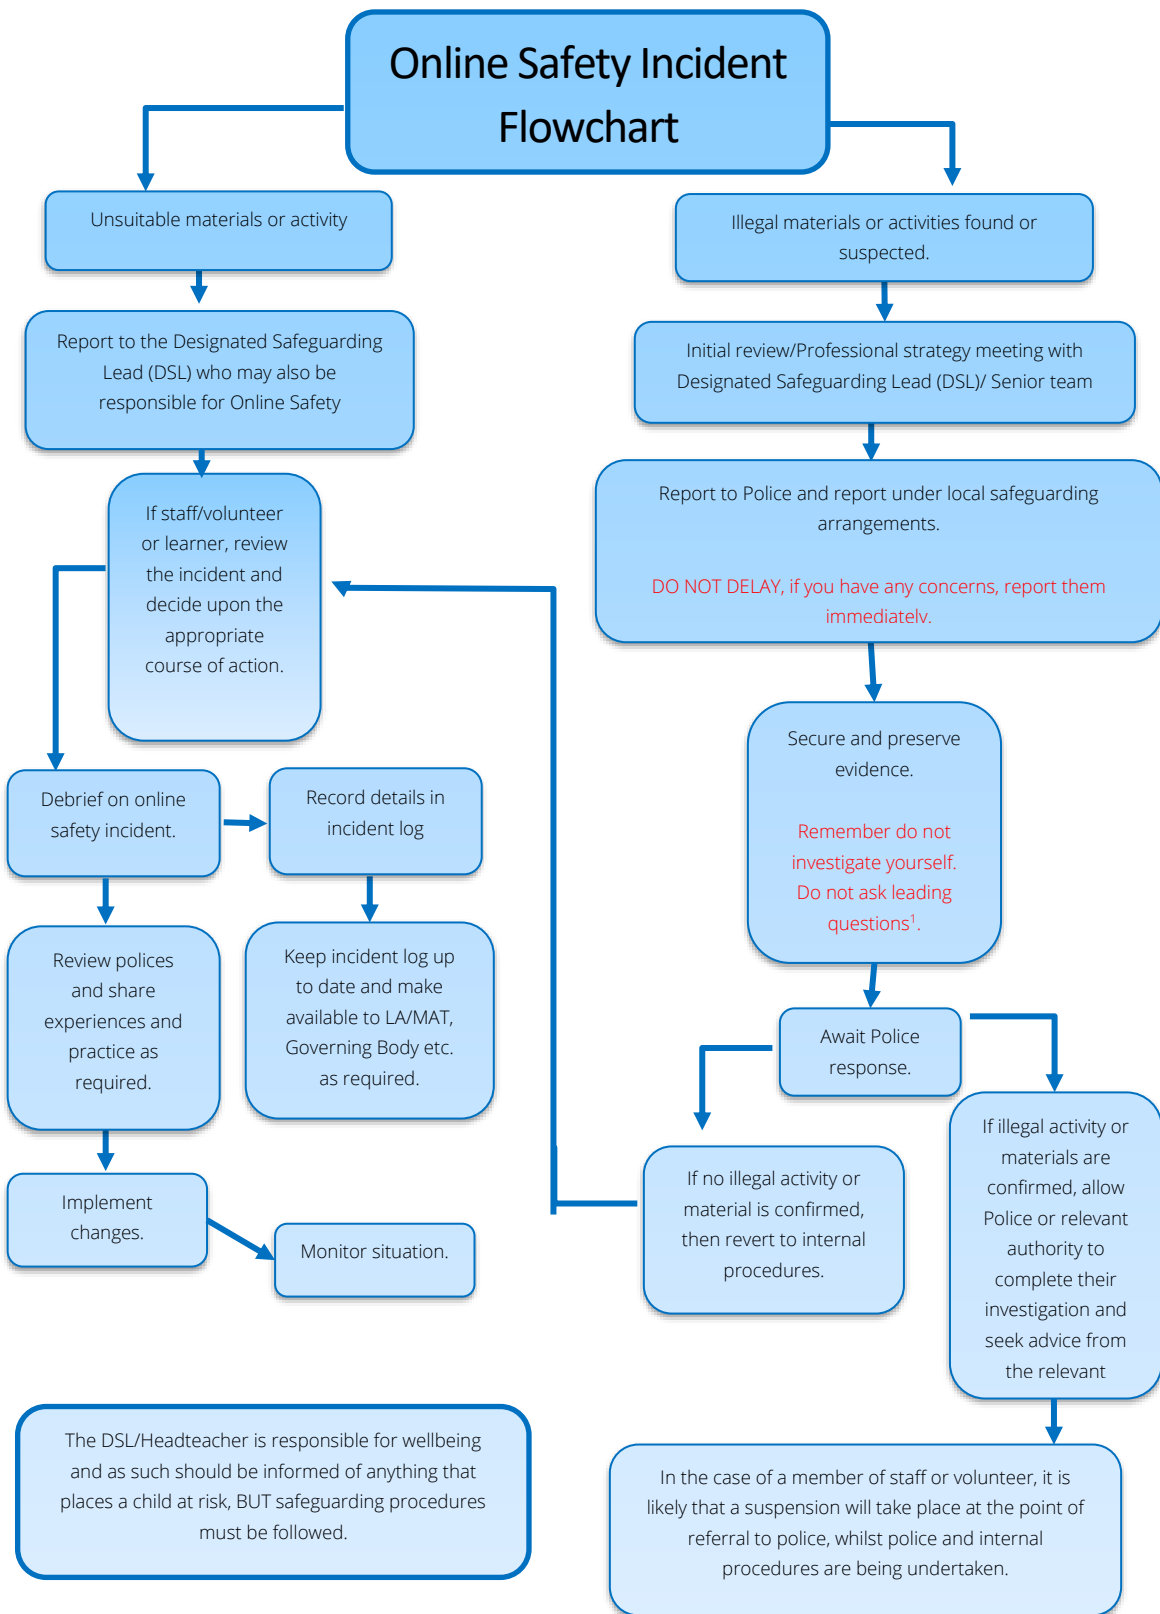 Online Safety Incident
Flowchart
Unsuitable materials or activity
Report to the Designated Safeguarding
Lead (DSL) who may also be
responsible for Online Safety
If staff/volunteer
or learner, review
the incident and
decide upon the
appropriate
course of action.
Debrief on online
safety incident.
Record details in
incident log
Review polices
and share
experiences and
practice as
required.
Keep incident log up
to date and make
available to LA/MAT,
Governing Body etc.
as required.
Implement
changes.
Monitor situation.
Illegal materials or activities found or
suspected.
Initial review/Professional strategy meeting with
Designated Safeguarding Lead (DSL)/ Senior team
Report to Police and report under local safeguarding
arrangements.
DO NOT DELAY, if you have any concerns, report them
immediately.
Secure and preserve
evidence.
Remember do not
investigate yourself.
Do not ask leading
questions¹.
Await Police
response.
If no illegal activity or
material is confirmed,
then revert to internal
procedures.
If illegal activity or
materials are
confirmed, allow
Police or relevant
authority to
complete their
investigation and
seek advice from
the relevant
In the case of a member of staff or volunteer, it is
likely that a suspension will take place at the point of
referral to police, whilst police and internal
procedures are being undertaken.
The DSL/Headteacher is responsible for wellbeing
and as such should be informed of anything that
places a child at risk, BUT safeguarding procedures
must be followed.